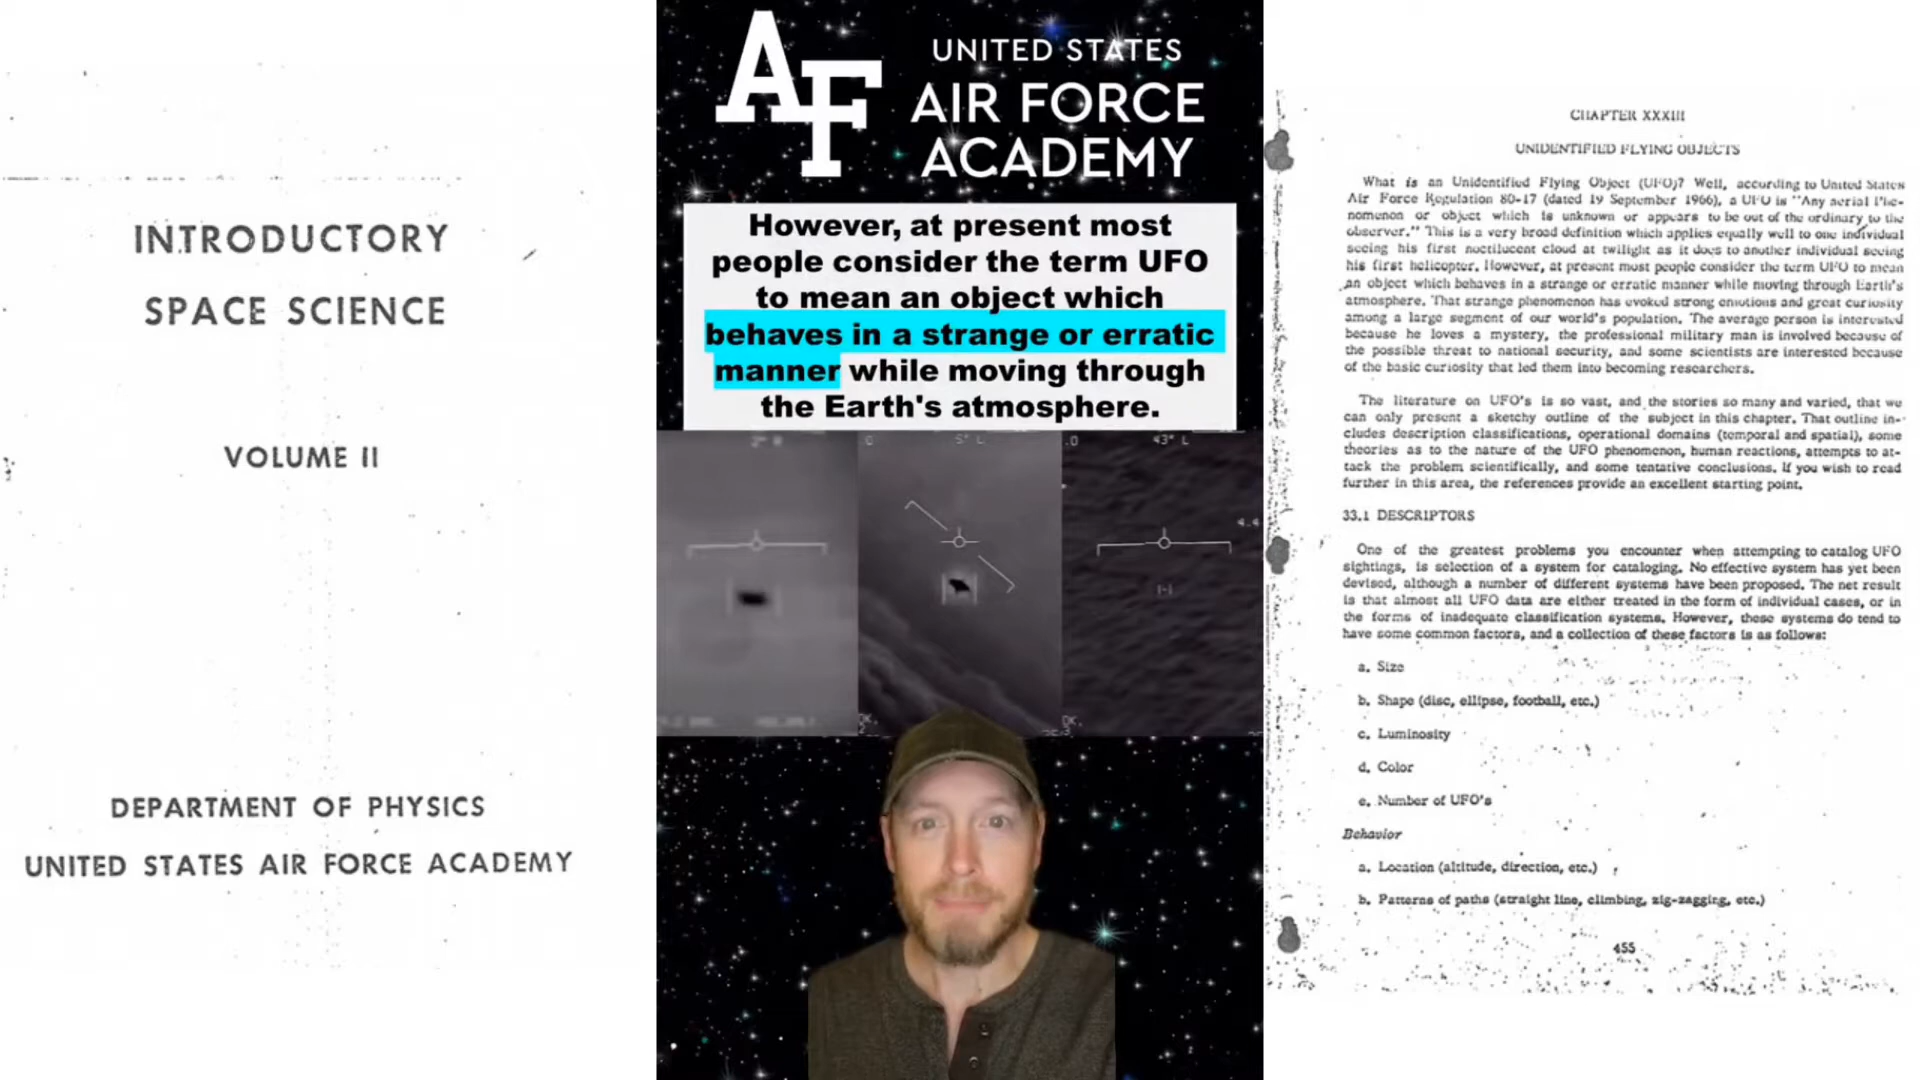 INTRODUCTORY
SPACE SCIENCE
VOLUME II
DEPARTMENT OF PHYSICS
UNITED STATES AIR FORCE ACADEMY
AF
UNITED STATES
AIR FORCE
ACADEMY
However, at present most
people consider the term UFO
to mean an object which
behaves in a strange or erratic
manner while moving through
the Earth's atmosphere.
0
5° L
.0
43° L
4.4
CHAPTER XXXIII
UNIDENTIFIED FLYING OBJECTS
What is an Unidentified Flying Object (UFO)? Well, according to United States
Air Force Regulation 80-17 (dated 19 September 1966), a UFO is "Any aerial Phe-
nomenon or object which is unknown or appears to be out of the ordinary to the
observer." This is a very broad definition which applies equally well to one individual
seeing his first noctilucent cloud at twilight as it does to another individual seeing
his first helicopter. However, at present most people consider the term UFO to mean
an object which behaves in a strange or erratic manner while moving through Earth's
atmosphere. That strange phenomenon has evoked strong emotions and great curiosity
among a large segment of our world's population. The average person is interested
because he loves a mystery, the professional military man is involved because of
the possible threat to national security, and some scientists are interested because
of the basic curiosity that led them into becoming researchers.
The literature on UFO's is so vast, and the stories so many and varied, that we
can only present a sketchy outline of the subject in this chapter. That outline in-
cludes description classifications, operational domains (temporal and spatial), some
theories as to the nature of the UFO phenomenon, human reactions, attempts to at-
tack the problem scientifically, and some tentative conclusions. If you wish to read
further in this area, the references provide an excellent starting point.
33.1 DESCRIPTORS
One of the greatest problems you encounter when attempting to catalog UFO
sightings, is selection of a system for cataloging. No effective system has yet been
devised, although a number of different systems have been proposed. The net result
is that almost all UFO data are either treated in the form of individual cases, or in
the forms of inadequate classification systems. However, these systems do tend to
have some common factors, and a collection of these factors is as follows:
a. Size
b. Shape (disc, ellipse, football, etc.)
c. Luminosity
d. Color
e. Number of UFO's
Behavior
a. Location (altitude, direction, etc.)
b. Patterns of paths (straight line, climbing, zig-zagging, etc.)
455